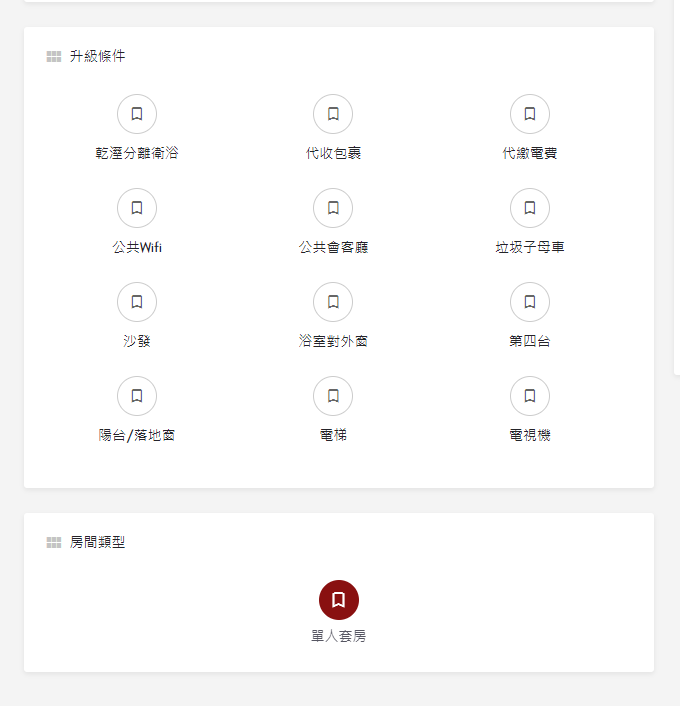 升級條件
乾溼分離衛浴
代收包裹
代繳電費
公共Wifi
公共會客廳
垃圾子母車
沙發
浴室對外窗
第四台
陽台/落地窗
電梯
電視機
房間類型
單人套房